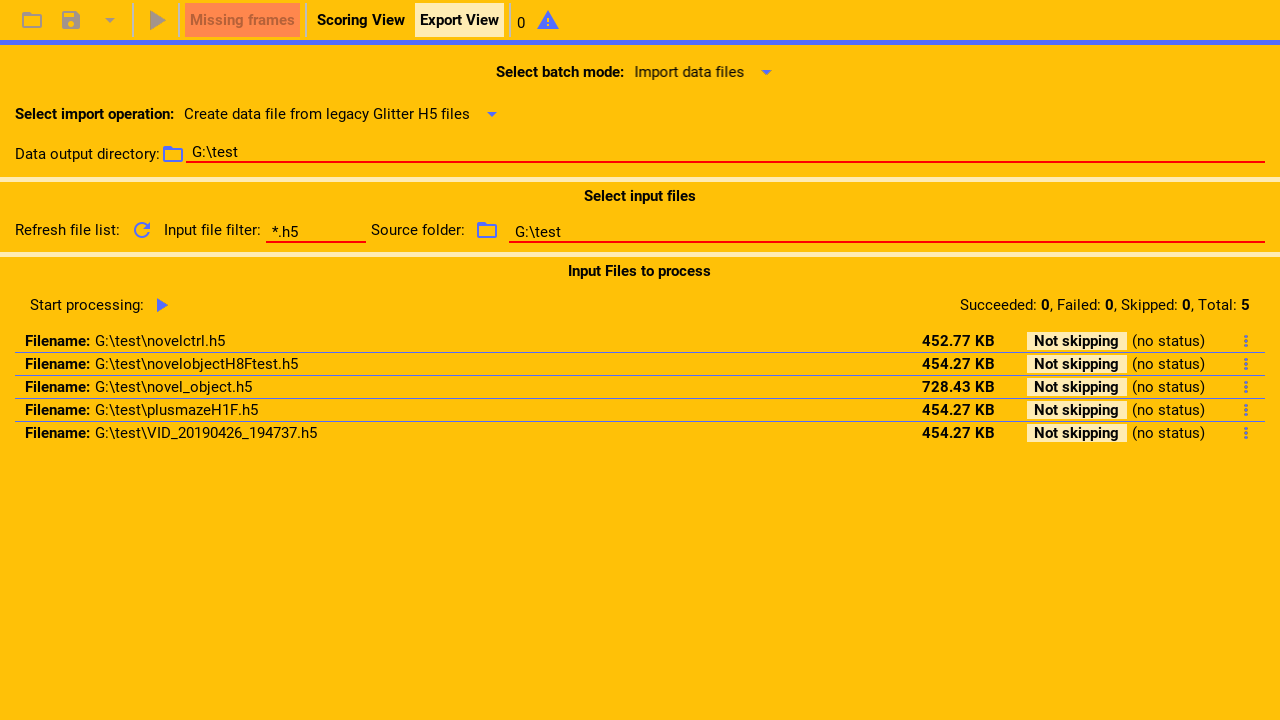 Missing frames Scoring View Export View 0
Select batch mode: Import data files
Select import operation: Create data file from legacy Glitter H5 files
Data output directory: G:\test
Select input files
Refresh file list: Input file filter: *.h5 Source folder: G:\test
Input Files to process
Start processing: Succeeded: 0, Failed: 0, Skipped: 0, Total: 5
Filename: G:\test\novelctrl.h5 452.77 KB Not skipping (no status)
Filename: G:\test\novelobjectH8Ftest.h5 454.27 KB Not skipping (no status)
Filename: G:\test\novel_object.h5 728.43 KB Not skipping (no status)
Filename: G:\test\plusmazeH1F.h5 454.27 KB Not skipping (no status)
Filename: G:\test\VID_20190426_194737.h5 454.27 KB Not skipping (no status)